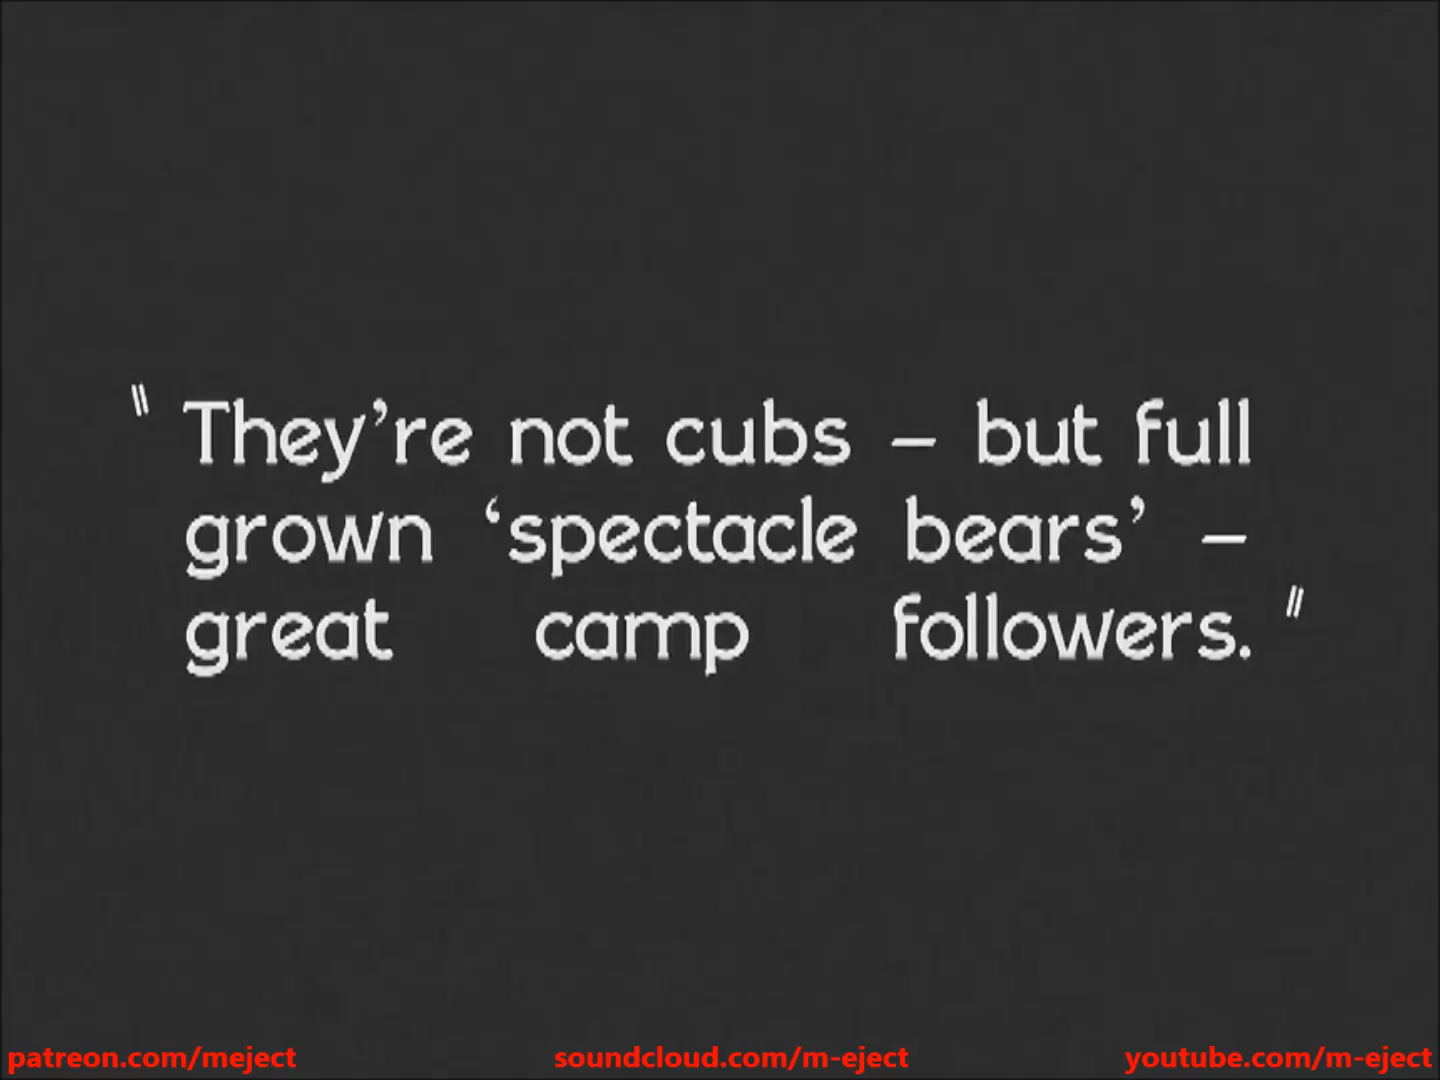 " They’re not cubs – but full
grown ‘spectacle bears’ –
great camp followers. "
patreon.com/meject soundcloud.com/m-eject youtube.com/m-eject